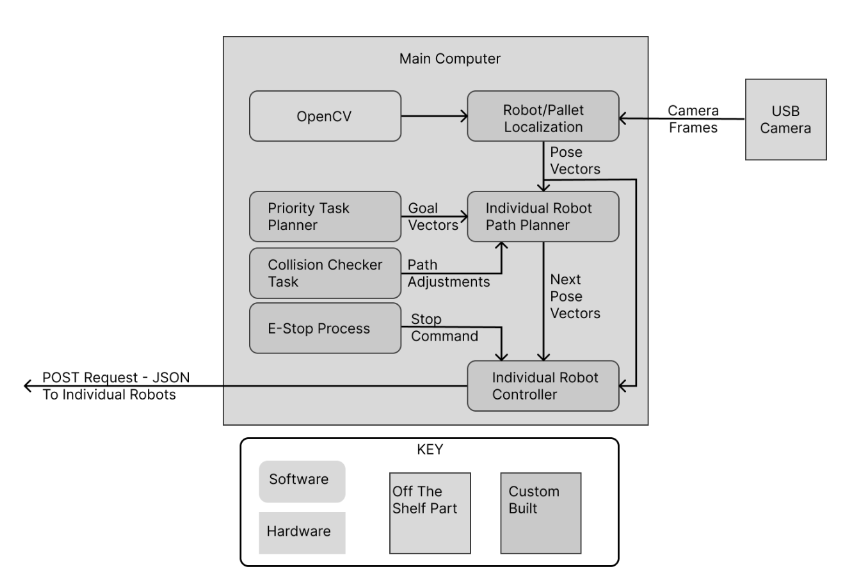 Main Computer
OpenCV
Robot/Pallet
Localization
Camera
Frames
USB
Camera
Pose
Vectors
Priority Task
Planner
Goal
Vectors
Individual Robot
Path Planner
Collision Checker
Task
Path
Adjustments
Next
Pose
Vectors
E-Stop Process
Stop
Command
Individual Robot
Controller
POST Request - JSON
To Individual Robots
KEY
Software
Hardware
Off The
Shelf Part
Custom
Built